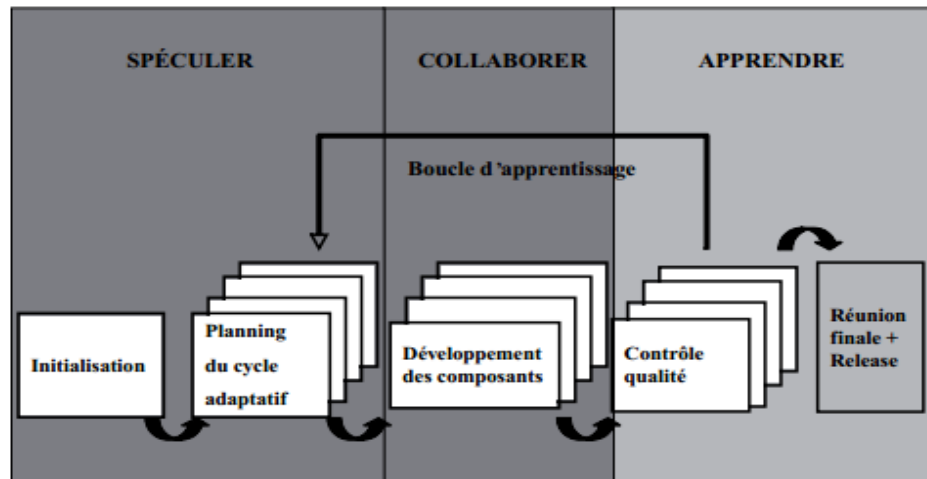 SPÉCULER
COLLABORER
APPRENDRE
Boucle d ’apprentissage
Initialisation
Planning
du cycle
adaptatif
Développement
des composants
Contrôle
qualité
Réunion
finale +
Release